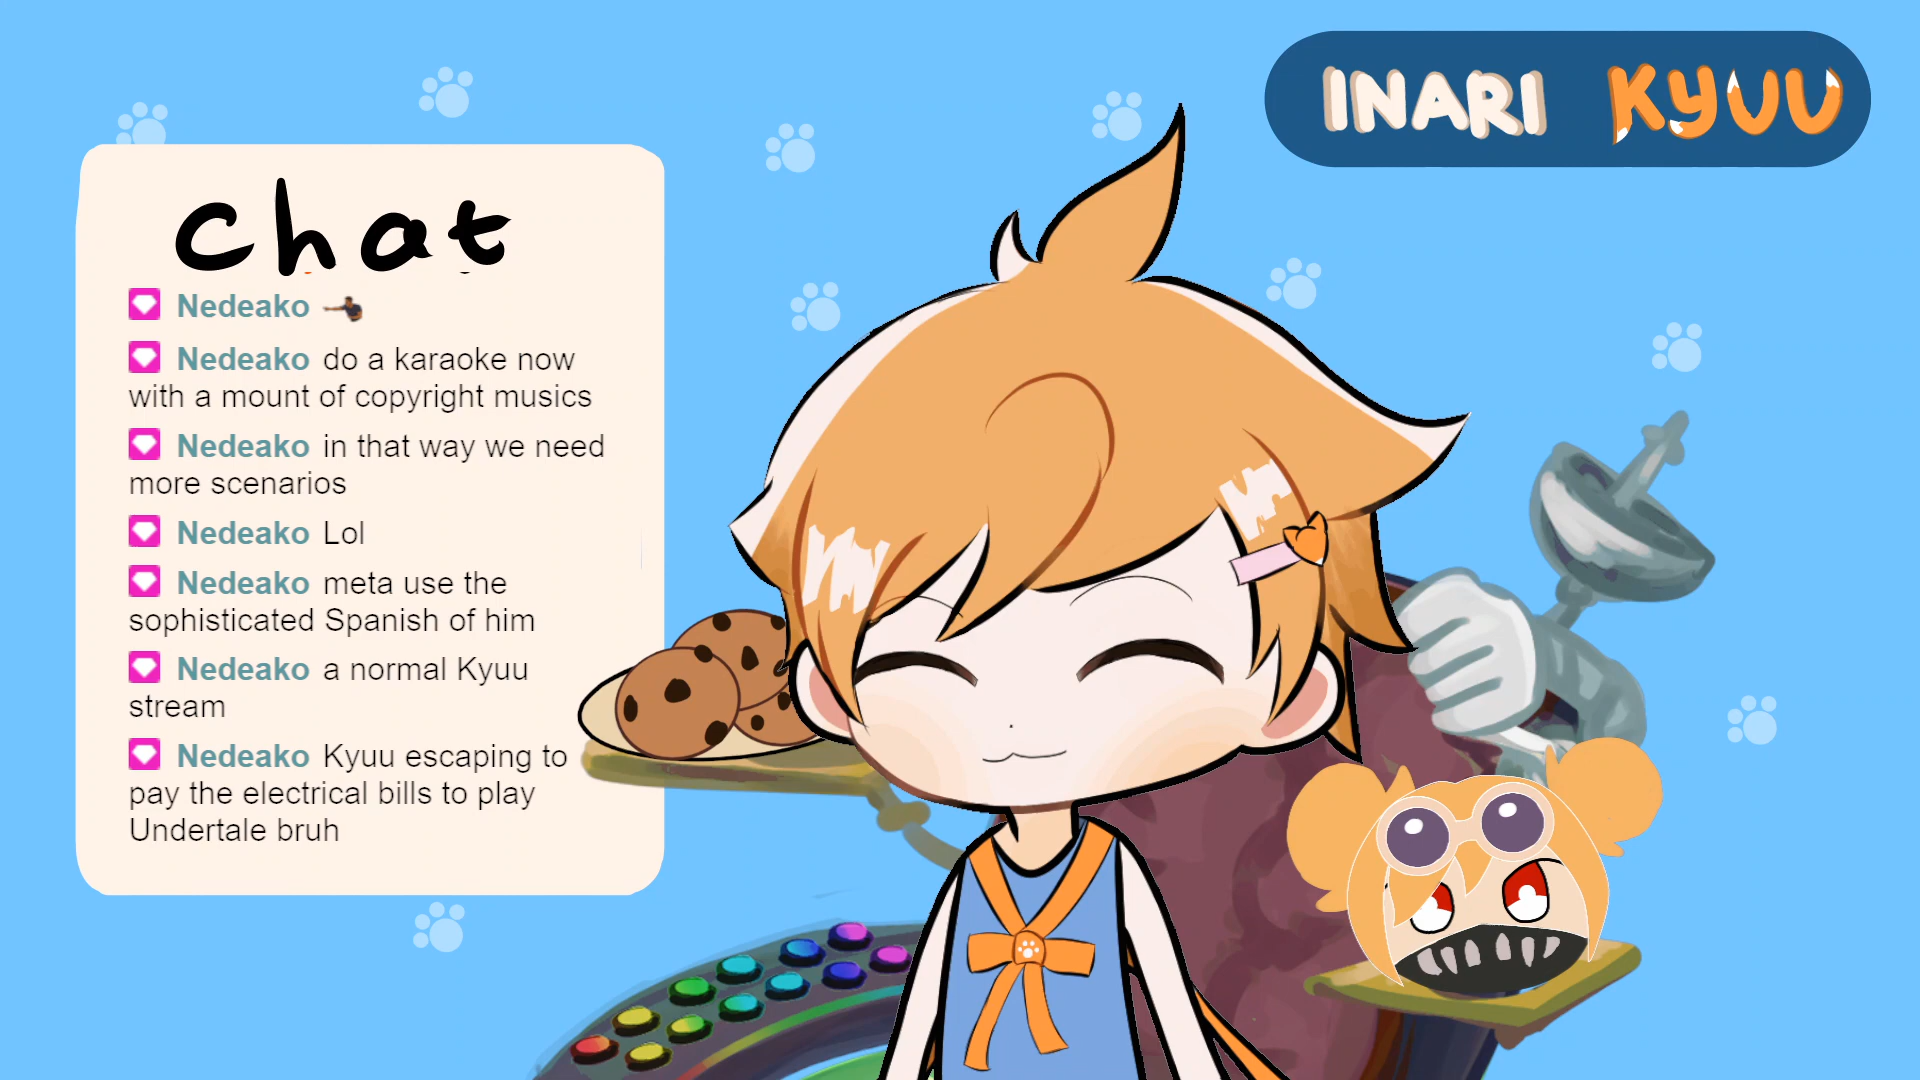 INARI KYUU
Chat
Nedeako
Nedeako do a karaoke now
with a mount of copyright musics
Nedeako in that way we need
more scenarios
Nedeako Lol
Nedeako meta use the
sophisticated Spanish of him
Nedeako a normal Kyuu
stream
Nedeako Kyuu escaping to
pay the electrical bills to play
Undertale bruh